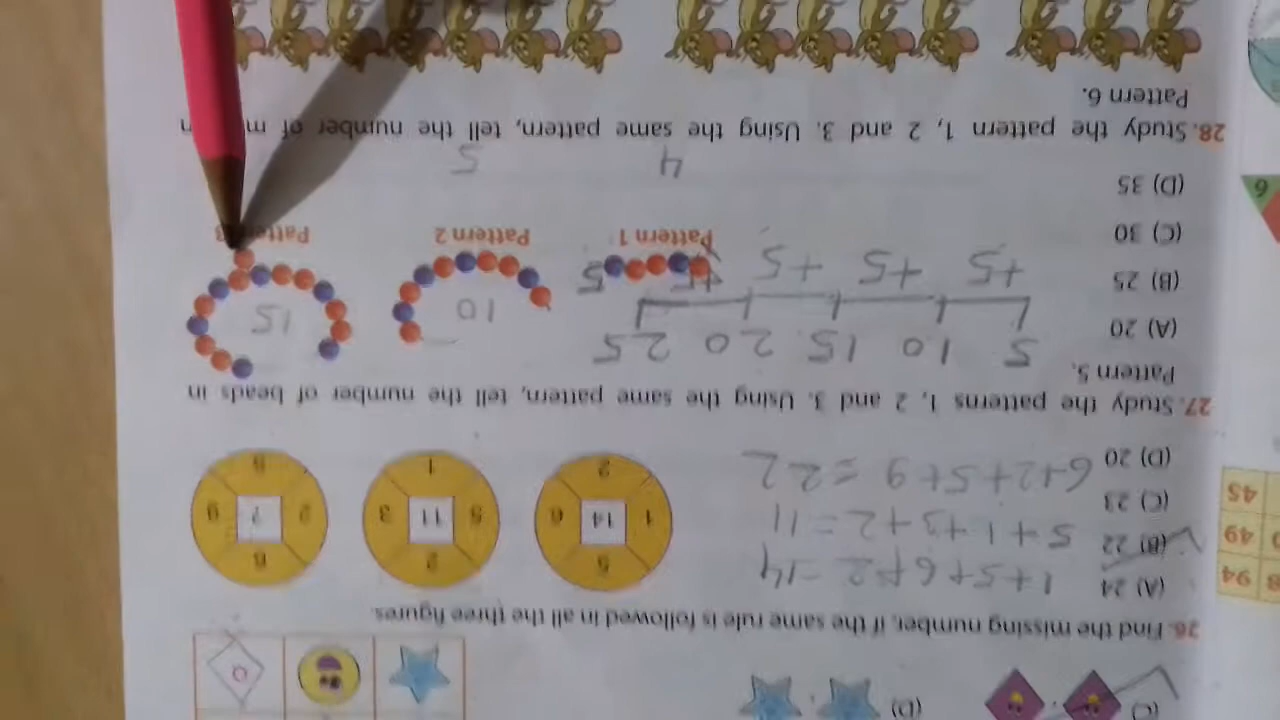 (C)
(D)
26. Find the missing number, if the same rule is followed in all the three figures.
(A) 24 1+5+6+2=14
(B) 22 5+1+3+2=11
(C) 23
(D) 20 6+2+5+9=22
5 1 14 6 2
2 5 11 3 1
2 ? 9
27. Study the patterns 1, 2 and 3. Using the same pattern, tell the number of beads in
Pattern 5.
5 10 15 20 25
(A) 20
(B) 25
(C) 30
(D) 35
+5 +5 +5 +5
5 10 15
Pattern 1 Pattern 2
4 5
28. Study the pattern 1, 2 and 3. Using the same pattern, tell the number of
Pattern 6.
94
49
45
6